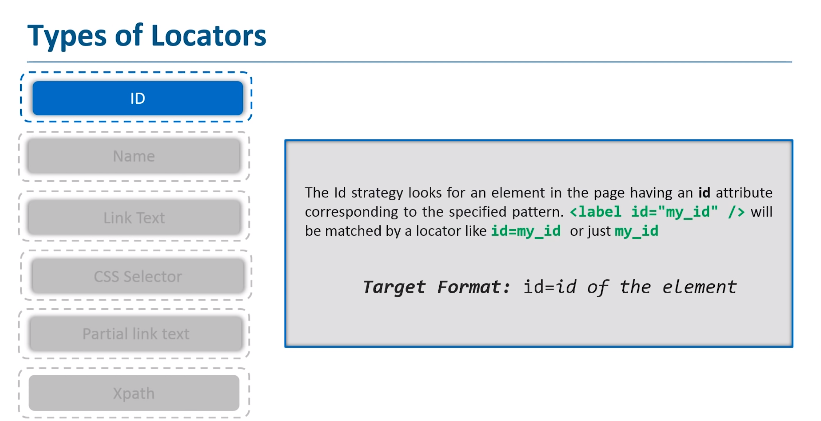 Types of Locators
ID
Name
Link Text
CSS Selector
Partial link text
Xpath
The Id strategy looks for an element in the page having an id attribute
corresponding to the specified pattern. <label id="my_id" /> will
be matched by a locator like id=my_id or just my_id
Target Format: id=id of the element